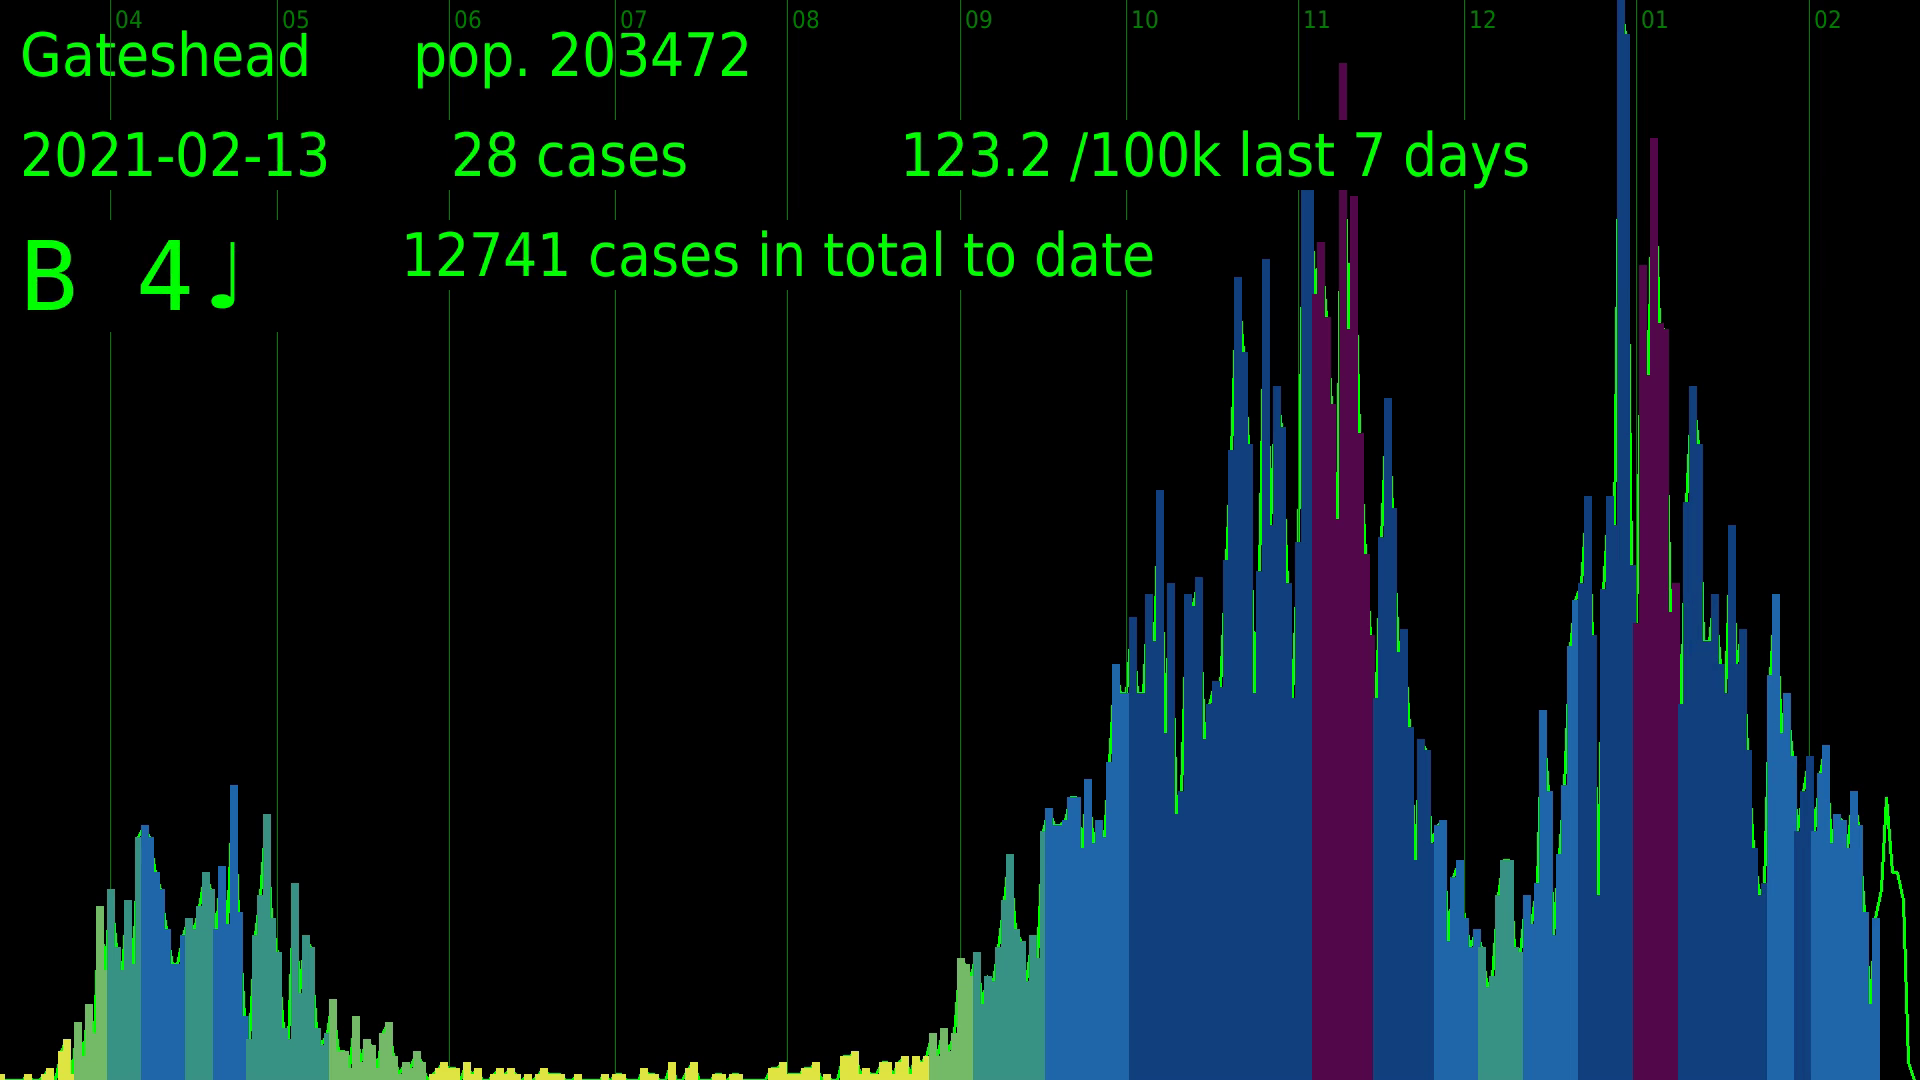 04 05 06 07 08 09 10 11 12 01 02
Gateshead pop. 203472
2021-02-13 28 cases 123.2 /100k last 7 days
B 4♩ 12741 cases in total to date